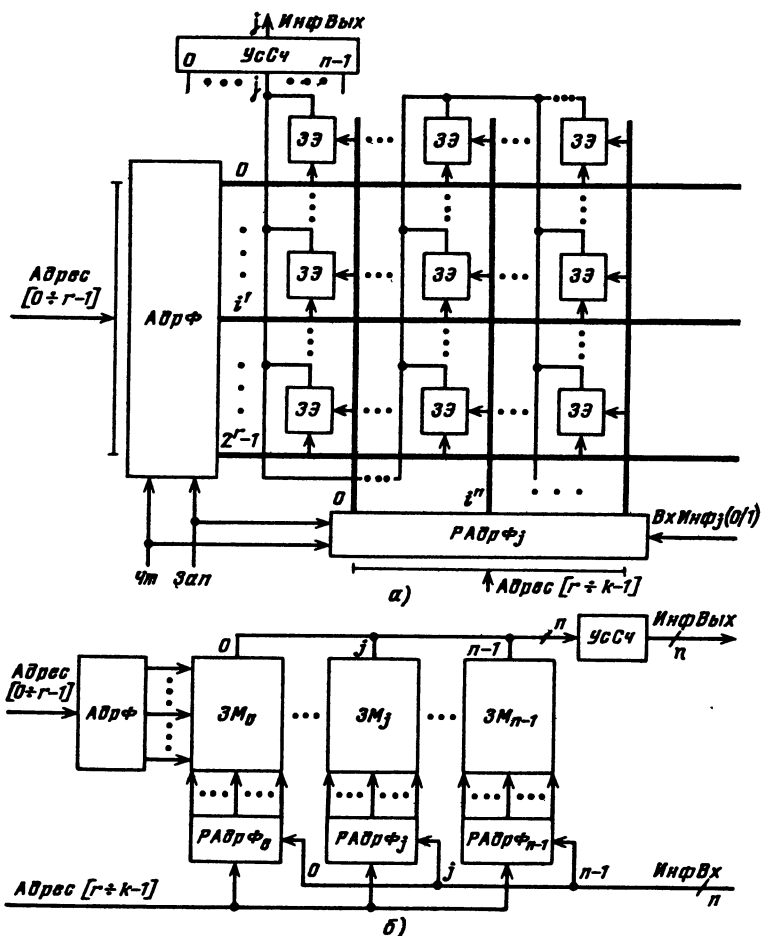 j ИнфВых
0 УсСч n-1
j
ЗЭ ЗЭ ЗЭ
0
Адрес
[0÷r-1]
АдрФ
ЗЭ ЗЭ ЗЭ
i'
ЗЭ ЗЭ ЗЭ
2^r-1
0 i"
РАдрФj
ВхИнфj(0/1)
Чт Зап
Адрес [r÷k-1]
а)
0 j n-1 n УсСч ИнфВых
n
Адрес
[0÷r-1]
АдрФ
ЗМ0 ЗМj ЗМn-1
РАдрФ0 РАдрФj РАдрФn-1
0 j n-1 ИнфВх
n
Адрес [r÷k-1]
б)